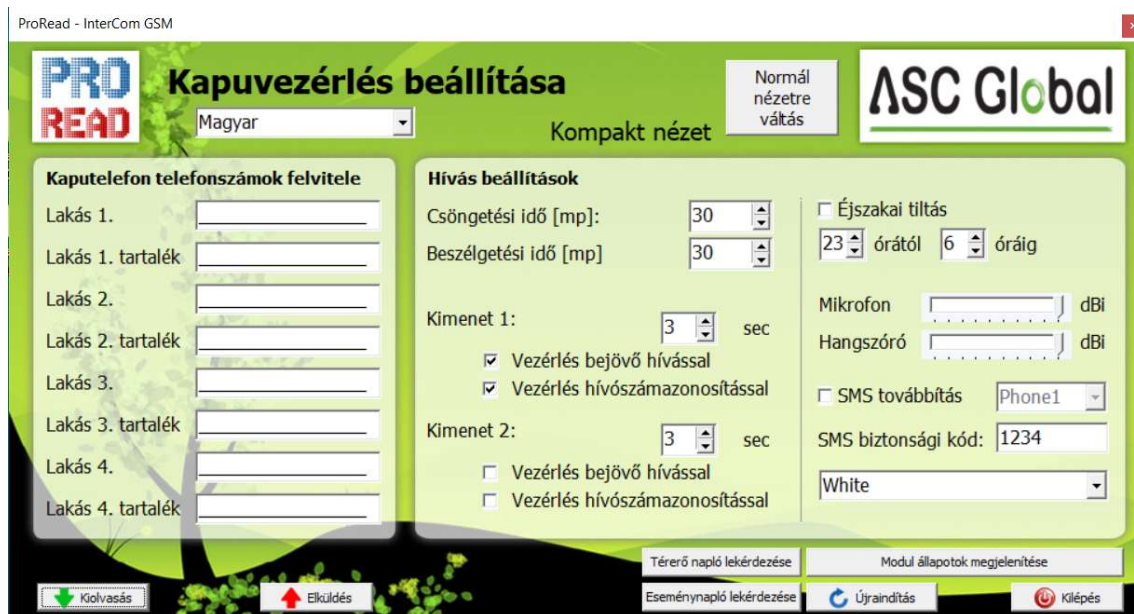 ProRead - InterCom GSM
PRO
READ
Kapuvezérlés beállítása
Magyar
Kompakt nézet
Normál
nézetre
váltás
ASC Global
Kaputelefon telefonszámok felvitele
Lakás 1.
Lakás 1. tartalék
Lakás 2.
Lakás 2. tartalék
Lakás 3.
Lakás 3. tartalék
Lakás 4.
Lakás 4. tartalék
Hívás beállítások
Csöngetési idő [mp]: 30
Beszélgetési idő [mp] 30
Kimenet 1: 3 sec
Vezérlés bejövő hívással
Vezérlés hívószámazonosítással
Kimenet 2: 3 sec
Vezérlés bejövő hívással
Vezérlés hívószámazonosítással
Éjszakai tiltás
23 órától 6 óráig
Mikrofon dBi
Hangszóró dBi
SMS továbbítás Phone1
SMS biztonsági kód: 1234
White
Térerő napló lekérdezése
Modul állapotok megjelenítése
Kiolvasás
Elküldés
Eseménynapló lekérdezése
Újraindítás
Kilépés